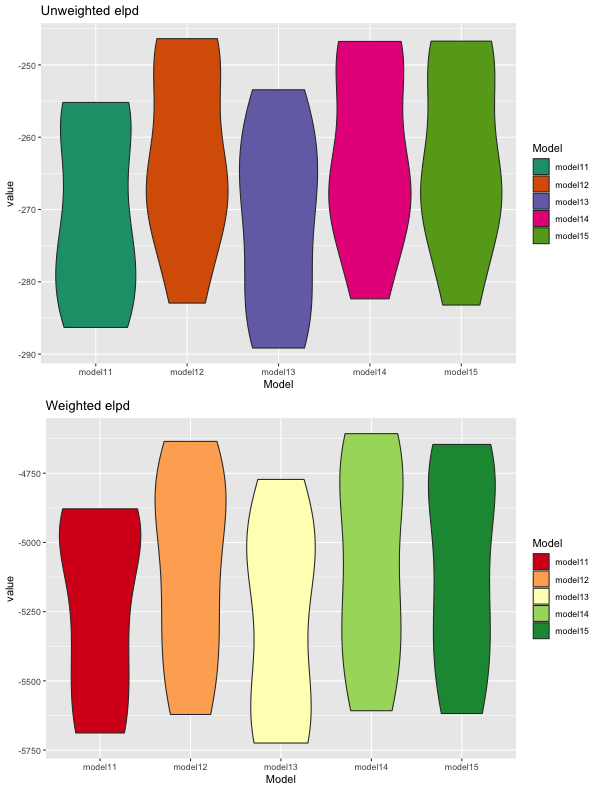 Unweighted elpd
value
-250
-260
-270
-280
-290
model11 model12 model13 model14 model15
Model
Model
model11
model12
model13
model14
model15
Weighted elpd
value
-4750
-5000
-5250
-5500
-5750
model11 model12 model13 model14 model15
Model
Model
model11
model12
model13
model14
model15